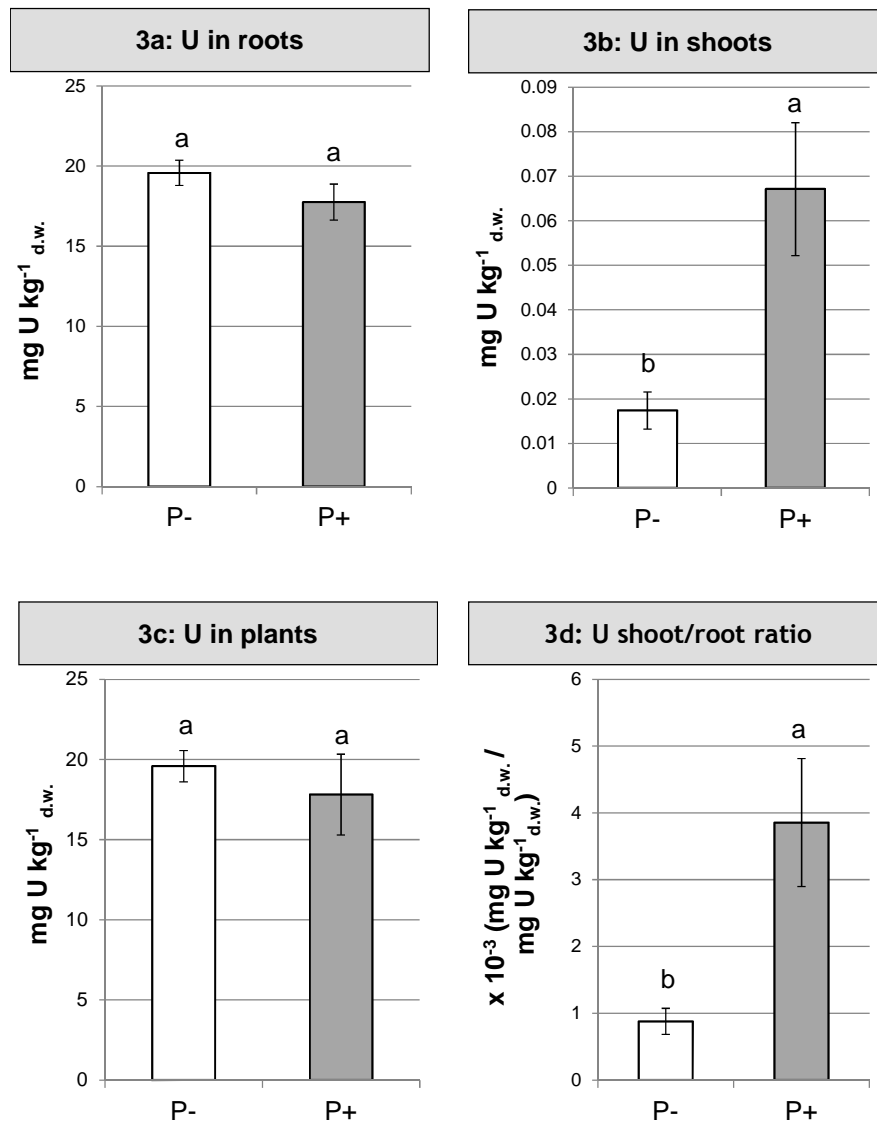 3a: U in roots
25
20
15
10
5
0
mg U kg⁻¹ d.w.
a
a
P-
P+
3b: U in shoots
0.09
0.08
0.07
0.06
0.05
0.04
0.03
0.02
0.01
0
mg U kg⁻¹ d.w.
b
a
P-
P+
3c: U in plants
25
20
15
10
5
0
mg U kg⁻¹ d.w.
a
a
P-
P+
3d: U shoot/root ratio
6
5
4
3
2
1
0
x 10⁻³ (mg U kg⁻¹ d.w. /
mg U kg⁻¹d.w.)
b
a
P-
P+